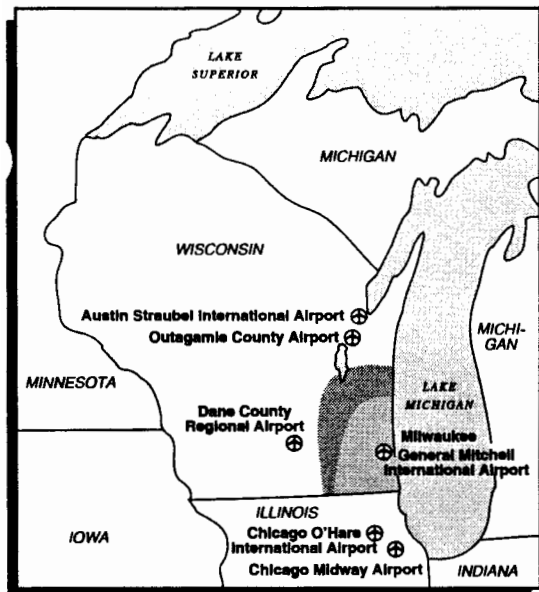 LAKE
SUPERIOR
MICHIGAN
WISCONSIN
Austin Straubel International Airport
Outagamie County Airport
MICHI-
GAN
MINNESOTA
LAKE
MICHIGAN
Dane County
Regional Airport
Milwaukee
General Mitchell
International Airport
ILLINOIS
IOWA
Chicago O'Hare
International Airport
Chicago Midway Airport
INDIANA